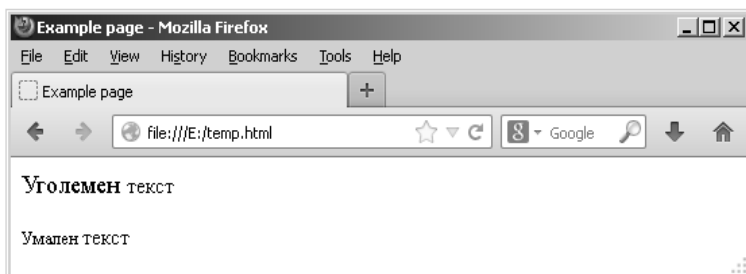 Example page - Mozilla Firefox
File Edit View History Bookmarks Tools Help
Example page +
file:///E:/temp.html 8 Google
Уголемен текст
Умален текст